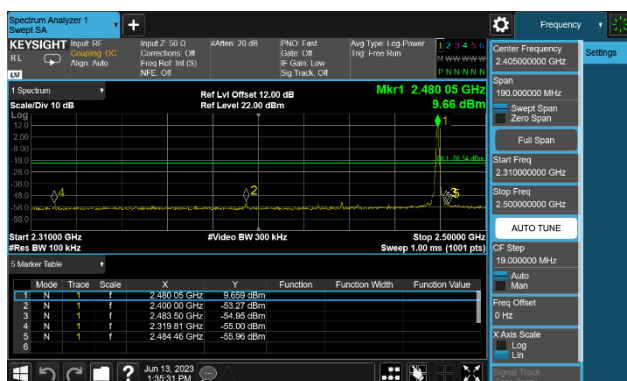 Spectrum Analyzer 1
Swept SA
+
Frequency
KEYSIGHT Input: RF
RL Coupling: DC
Align: Auto
Input Z: 50 Ω
Corrections: Off
Freq Ref: Int (S)
NFE: Off
#Atten: 20 dB
PNO: Fast
Gate: Off
IF Gain: Low
Sig Track: Off
Avg Type: Log-Power
Trig: Free Run
1 2 3 4 5 6
M W W W W W
P N N N N N
Center Frequency
2.405000000 GHz
Settings
1 Spectrum
Scale/Div 10 dB
Ref Lvl Offset 12.00 dB
Ref Level 22.00 dBm
Mkr1 2.480 05 GHz
9.66 dBm
Span
190.000000 MHz
Swept Span
Zero Span
Full Span
Start Freq
2.310000000 GHz
Stop Freq
2.500000000 GHz
AUTO TUNE
CF Step
19.000000 MHz
Auto
Man
Freq Offset
0 Hz
X Axis Scale
Log
Lin
Signal Track
Log
12.0
2.00
-8.00
-18.0
-28.0
-38.0
-48.0
-58.0
-68.0
1
2
4
5
Start 2.31000 GHz
#Res BW 100 kHz
#Video BW 300 kHz
Stop 2.50000 GHz
Sweep 1.00 ms (1001 pts)
5 Marker Table
Mode Trace Scale X Y Function Function Width Function Value
1 N 1 f 2.480 05 GHz 9.659 dBm
2 N 1 f 2.400 00 GHz -53.27 dBm
3 N 1 f 2.483 50 GHz -54.95 dBm
4 N 1 f 2.319 81 GHz -55.00 dBm
5 N 1 f 2.484 46 GHz -55.96 dBm
6
?
Jun 13, 2023
1:35:31 PM